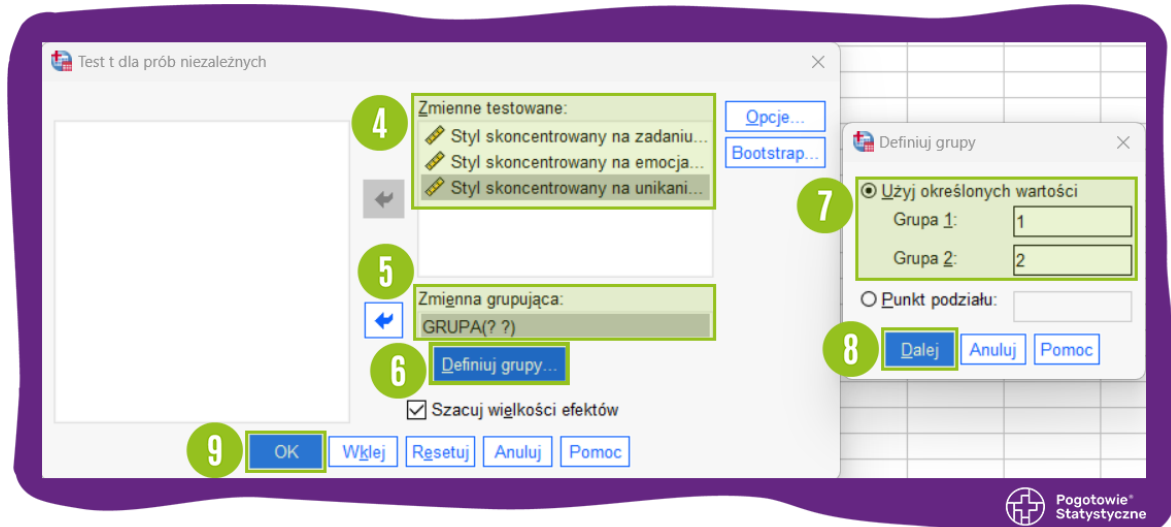 Test t dla prób niezależnych
4
Zmienne testowane:
Styl skoncentrowany na zadaniu...
Styl skoncentrowany na emocja...
Styl skoncentrowany na unikani...
Opcje...
Bootstrap...
5
Zmienna grupująca:
GRUPA(? ?)
6
Definiuj grupy...
Szacuj wielkości efektów
9
OK
Wklej
Resetuj
Anuluj
Pomoc
Definiuj grupy
7
Użyj określonych wartości
Grupa 1:
1
Grupa 2:
2
Punkt podziału:
8
Dalej
Anuluj
Pomoc
Pogotowie®
Statystyczne